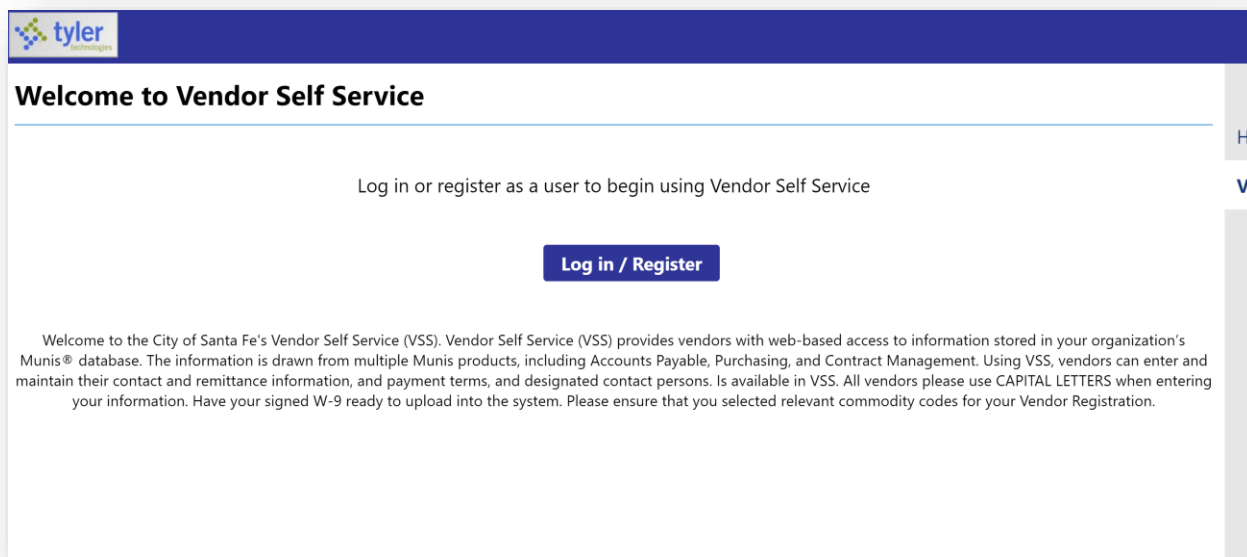 tyler
technologies
Welcome to Vendor Self Service
H
Log in or register as a user to begin using Vendor Self Service
V
Log in / Register
Welcome to the City of Santa Fe's Vendor Self Service (VSS). Vendor Self Service (VSS) provides vendors with web-based access to information stored in your organization's
Munis® database. The information is drawn from multiple Munis products, including Accounts Payable, Purchasing, and Contract Management. Using VSS, vendors can enter and
maintain their contact and remittance information, and payment terms, and designated contact persons. Is available in VSS. All vendors please use CAPITAL LETTERS when entering
your information. Have your signed W-9 ready to upload into the system. Please ensure that you selected relevant commodity codes for your Vendor Registration.